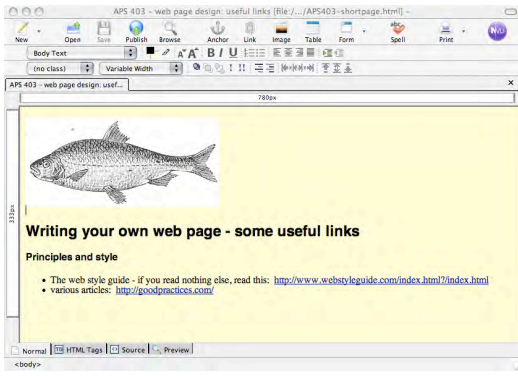 APS 403 - web page design: useful links [file:/.../APS403-shortpage.html] -
New Open Save Publish Browse Anchor Link Image Table Form Spell Print NVU
abc
Body Text B I U
(no class) Variable Width ! !!
APS 403 - web page design: usef...
780px
333px
Writing your own web page - some useful links
Principles and style
• The web style guide - if you read nothing else, read this: http://www.webstyleguide.com/index.html?/index.html
• various articles: http://goodpractices.com/
Normal HTML Tags Source Preview
<body>